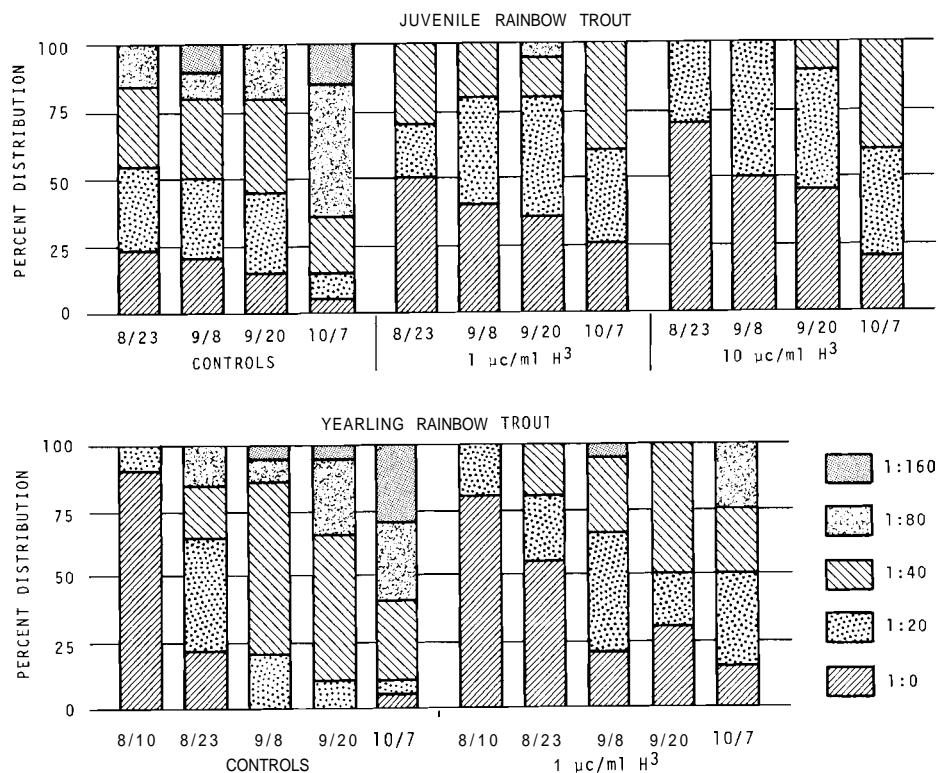 JUVENILE RAINBOW TROUT
PERCENT DISTRIBUTION
100
75
50
25
0
8/23 9/8 9/20 10/7 8/23 9/8 9/20 10/7 8/23 9/8 9/20 10/7
CONTROLS 1 µc/ml H³ 10 µc/ml H³
YEARLING RAINBOW TROUT
PERCENT DISTRIBUTION
100
75
50
25
0
8/10 8/23 9/8 9/20 10/7 8/10 8/23 9/8 9/20 10/7
CONTROLS 1 µc/ml H³
1:160
1:80
1:40
1:20
1:0